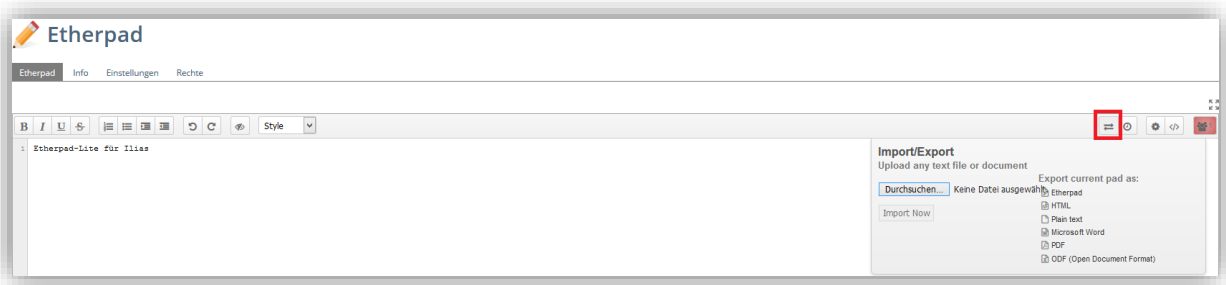 Etherpad
Etherpad Info Einstellungen Rechte
B I U S Style
1 Etherpad-Lite für Ilias
Import/Export
Upload any text file or document
Durchsuchen... Keine Datei ausgewählt.
Import Now
Export current pad as:
Etherpad
HTML
Plain text
Microsoft Word
PDF
ODF (Open Document Format)